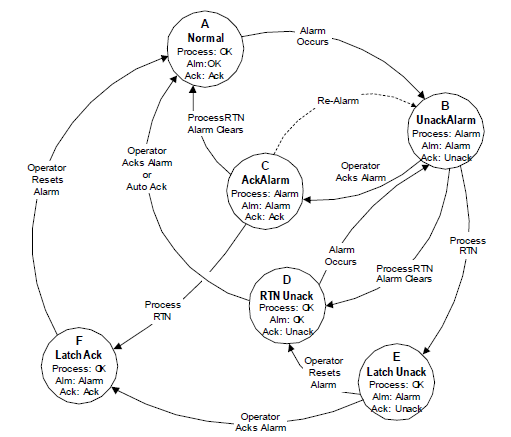 A
Normal
Process: OK
Alm:OK
Ack: Ack
Alarm
Occurs
Re-Alarm
B
UnackAlarm
Process: Alarm
Alm: Alarm
Ack: Unack
ProcessRTN
Alarm Clears
Operator
Acks Alarm
or
Auto Ack
Operator
Resets
Alarm
C
AckAlarm
Process: Alarm
Alm: Alarm
Ack: Ack
Operator
Acks Alarm
Alarm
Occurs
Process
RTN
ProcessRTN
Alarm Clears
D
RTN Unack
Process: OK
Alm: OK
Ack: Unack
Process
RTN
F
Latch Ack
Process: OK
Alm: Alarm
Ack: Ack
Operator
Resets
Alarm
E
Latch Unack
Process: OK
Alm: Alarm
Ack: Unack
Operator
Acks Alarm